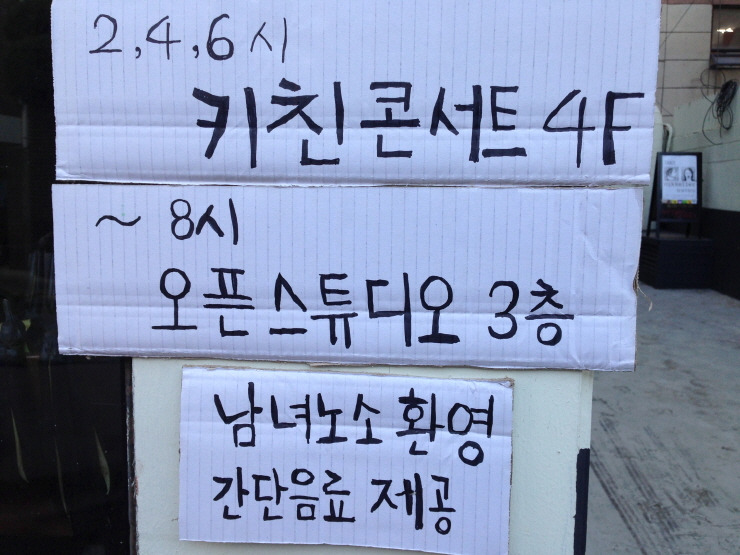 2,4,6시
키친콘서트 4F
~ 8시
오픈스튜디오 3층
남녀노소 환영
간단음료 제공